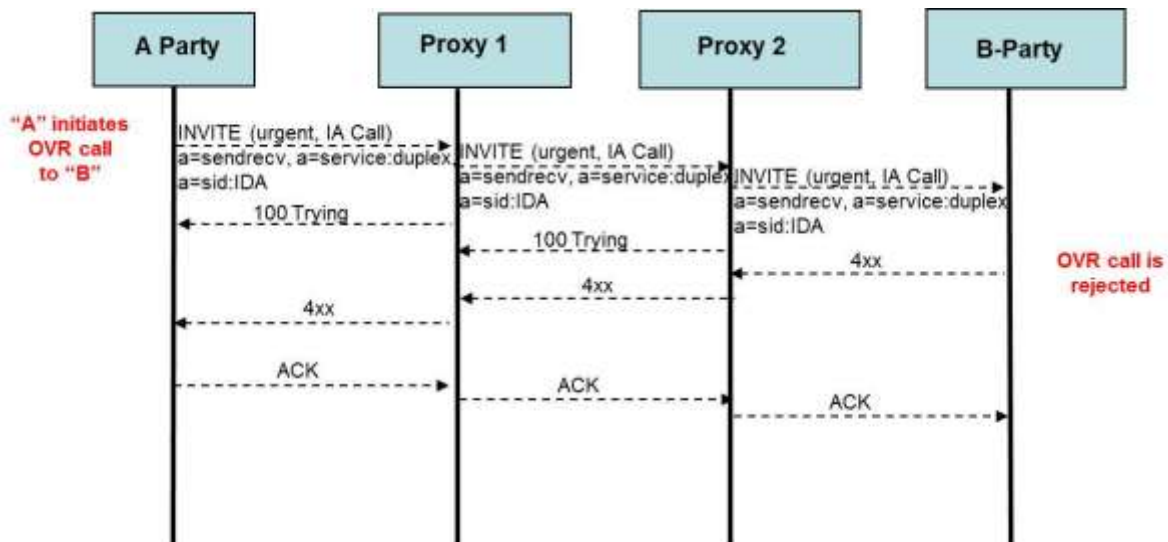 A Party
Proxy 1
Proxy 2
B-Party
"A" initiates
OVR call
to "B"
INVITE (urgent, IA Call)
a=sendrecv, a=service:duplex,
a=sid:IDA
INVITE (urgent, IA Call)
a=sendrecv, a=service:duplex
a=sid:IDA
INVITE (urgent, IA Call)
a=sendrecv, a=service:duplex
a=sid:IDA
100 Trying
100 Trying
4xx
OVR call is
rejected
4xx
4xx
ACK
ACK
ACK